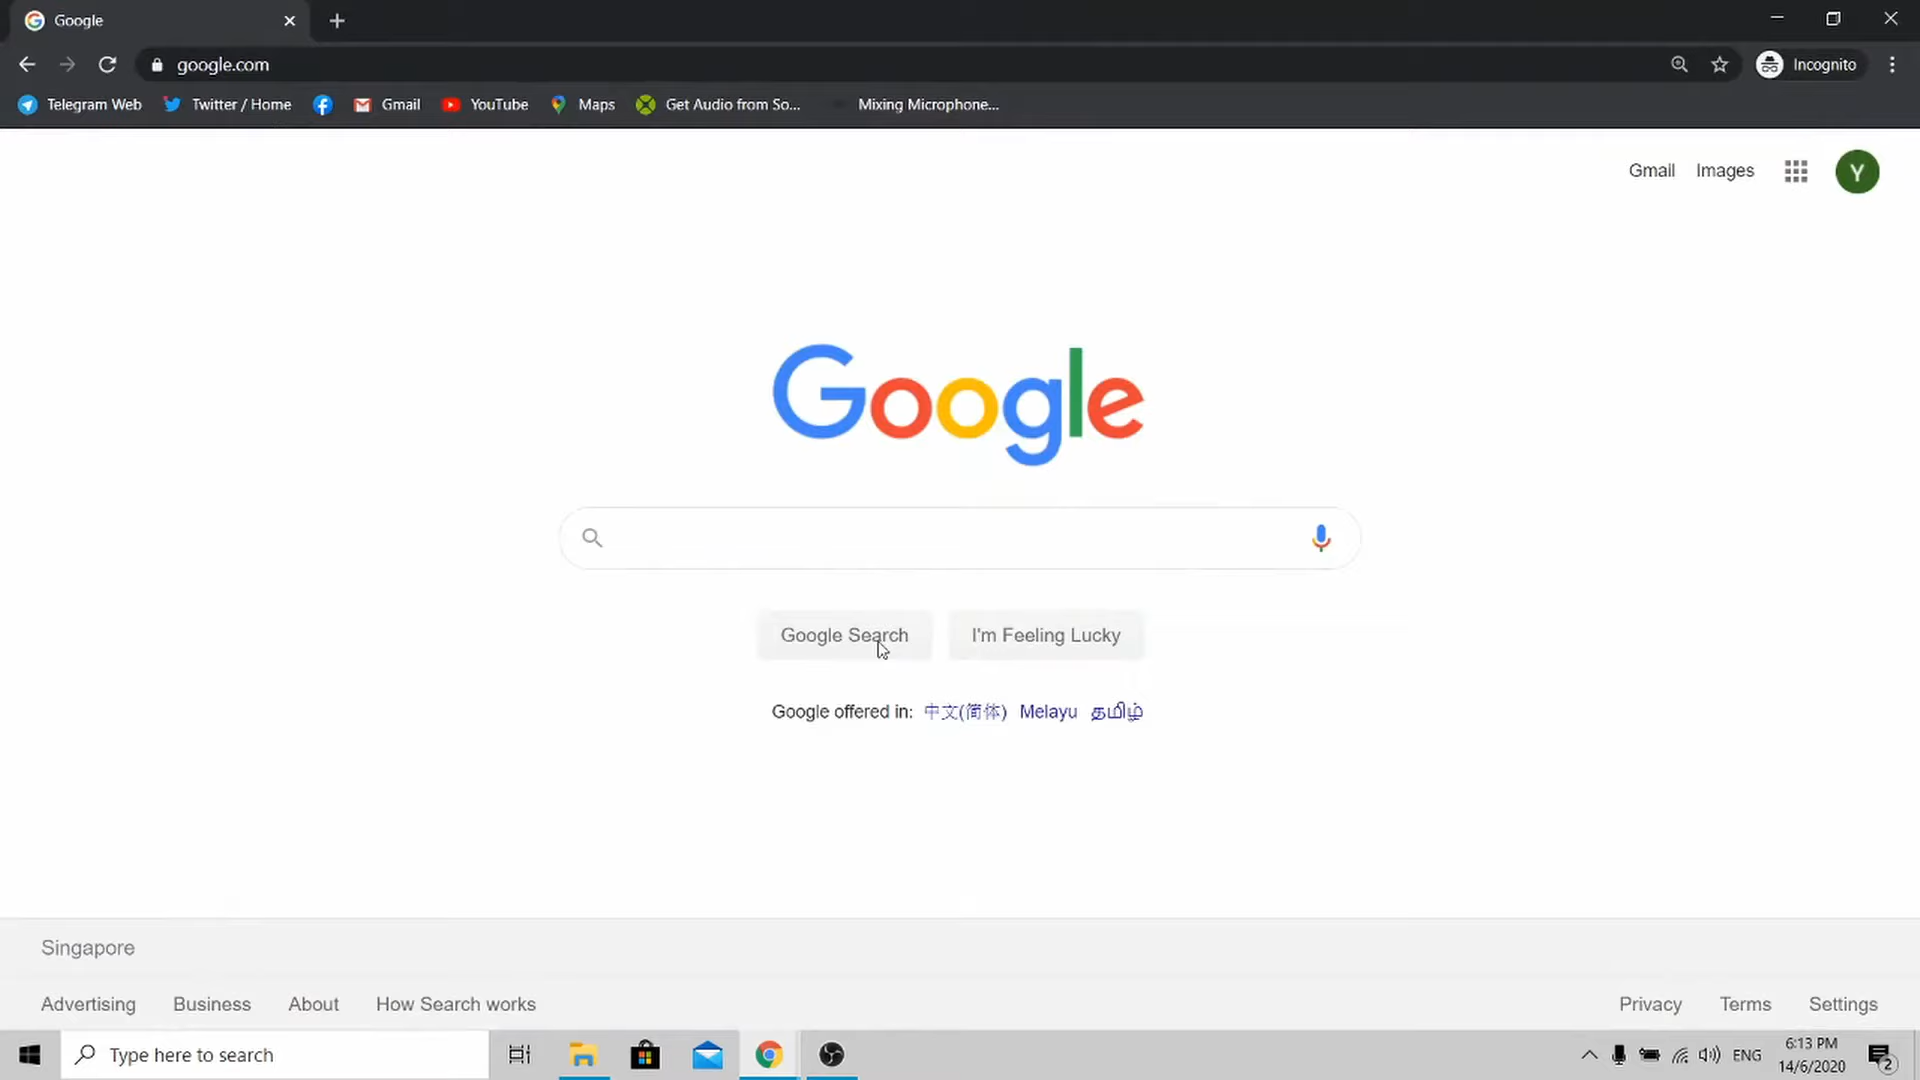 Google
google.com
Incognito
Telegram Web Twitter / Home Gmail YouTube Maps Get Audio from So... Mixing Microphone...
Gmail Images Y
Google
Google Search I'm Feeling Lucky
Google offered in: 中文(简体) Melayu தமிழ்
Singapore
Advertising Business About How Search works Privacy Terms Settings
Type here to search ENG 6:13 PM
14/6/2020 2